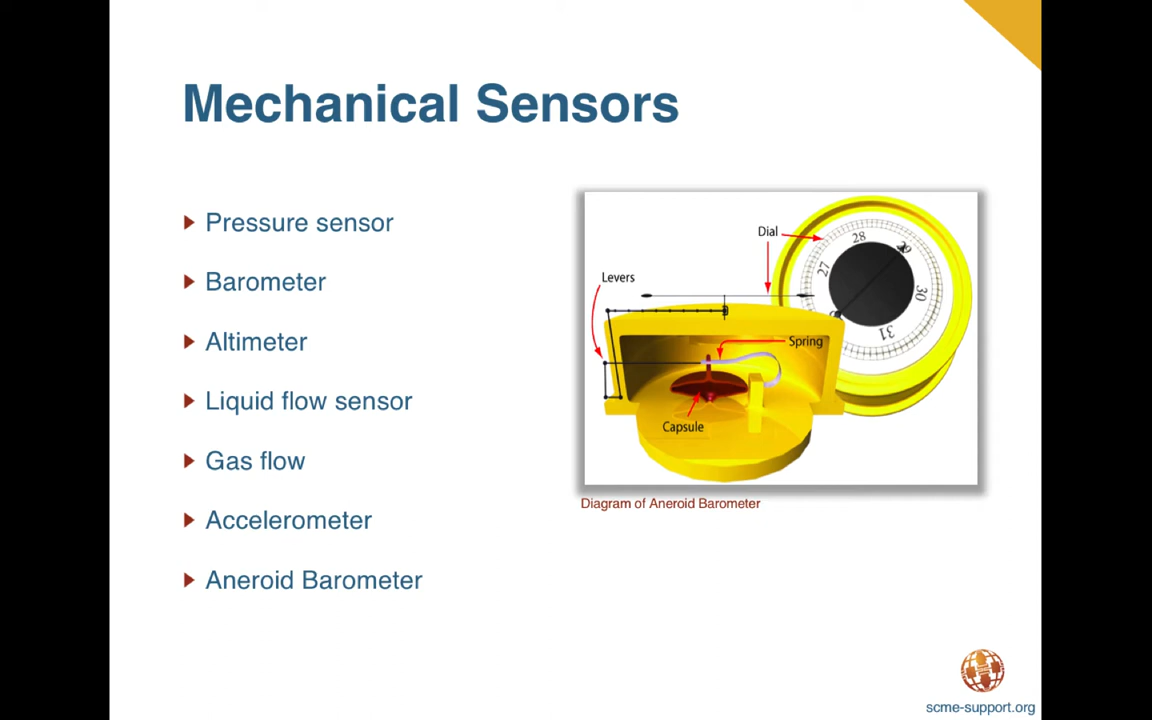 Mechanical Sensors
Pressure sensor
Barometer
Altimeter
Liquid flow sensor
Gas flow
Accelerometer
Aneroid Barometer
Dial
Levers
Spring
Capsule
27
28
29
30
31
Diagram of Aneroid Barometer
scme-support.org